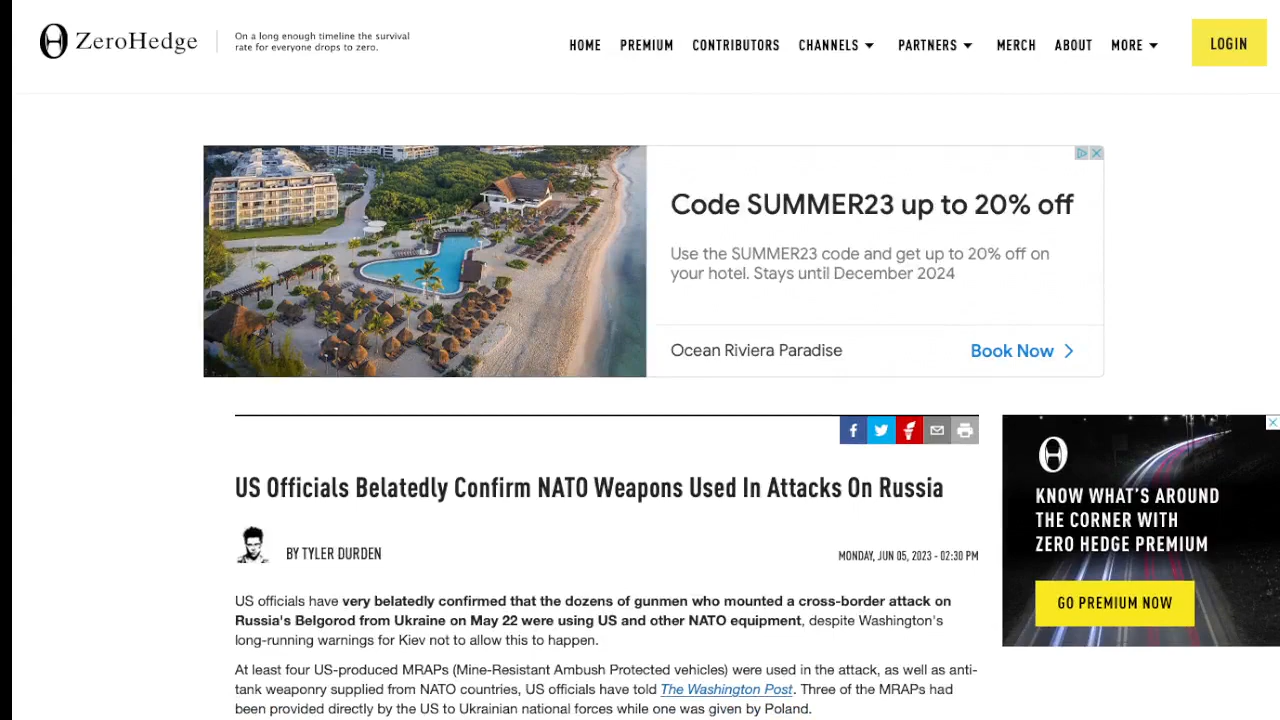 ZeroHedge
On a long enough timeline the survival
rate for everyone drops to zero.
HOME PREMIUM CONTRIBUTORS CHANNELS PARTNERS MERCH ABOUT MORE LOGIN
Code SUMMER23 up to 20% off
Use the SUMMER23 code and get up to 20% off on
your hotel. Stays until December 2024
Ocean Riviera Paradise Book Now
US Officials Belatedly Confirm NATO Weapons Used In Attacks On Russia
BY TYLER DURDEN
MONDAY, JUN 05, 2023 - 02:30 PM
US officials have very belatedly confirmed that the dozens of gunmen who mounted a cross-border attack on
Russia's Belgorod from Ukraine on May 22 were using US and other NATO equipment, despite Washington's
long-running warnings for Kiev not to allow this to happen.
At least four US-produced MRAPs (Mine-Resistant Ambush Protected vehicles) were used in the attack, as well as anti-
tank weaponry supplied from NATO countries, US officials have told The Washington Post. Three of the MRAPs had
been provided directly by the US to Ukrainian national forces while one was given by Poland.
KNOW WHAT'S AROUND
THE CORNER WITH
ZERO HEDGE PREMIUM
GO PREMIUM NOW